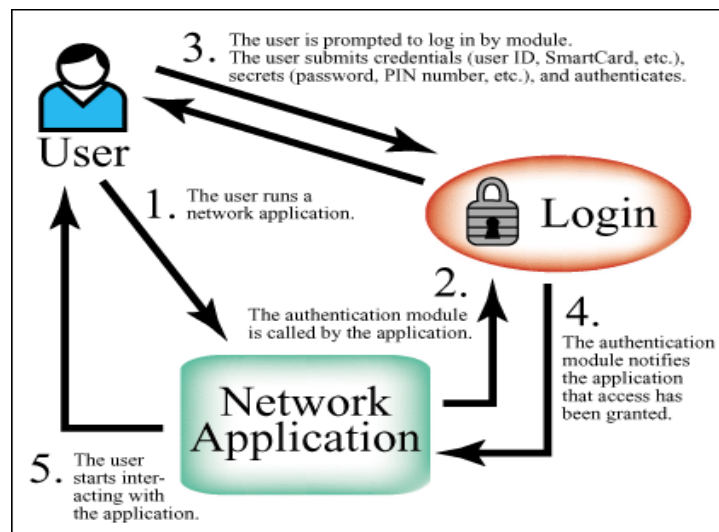 3. The user is prompted to log in by module.
The user submits credentials (user ID, SmartCard, etc.),
secrets (password, PIN number, etc.), and authenticates.
User
1. The user runs a
network application.
Login
2.
The authentication module
is called by the application.
4.
The authentication
module notifies
the application
that access has
been granted.
Network
Application
5. The user
starts inter-
acting with
the application.